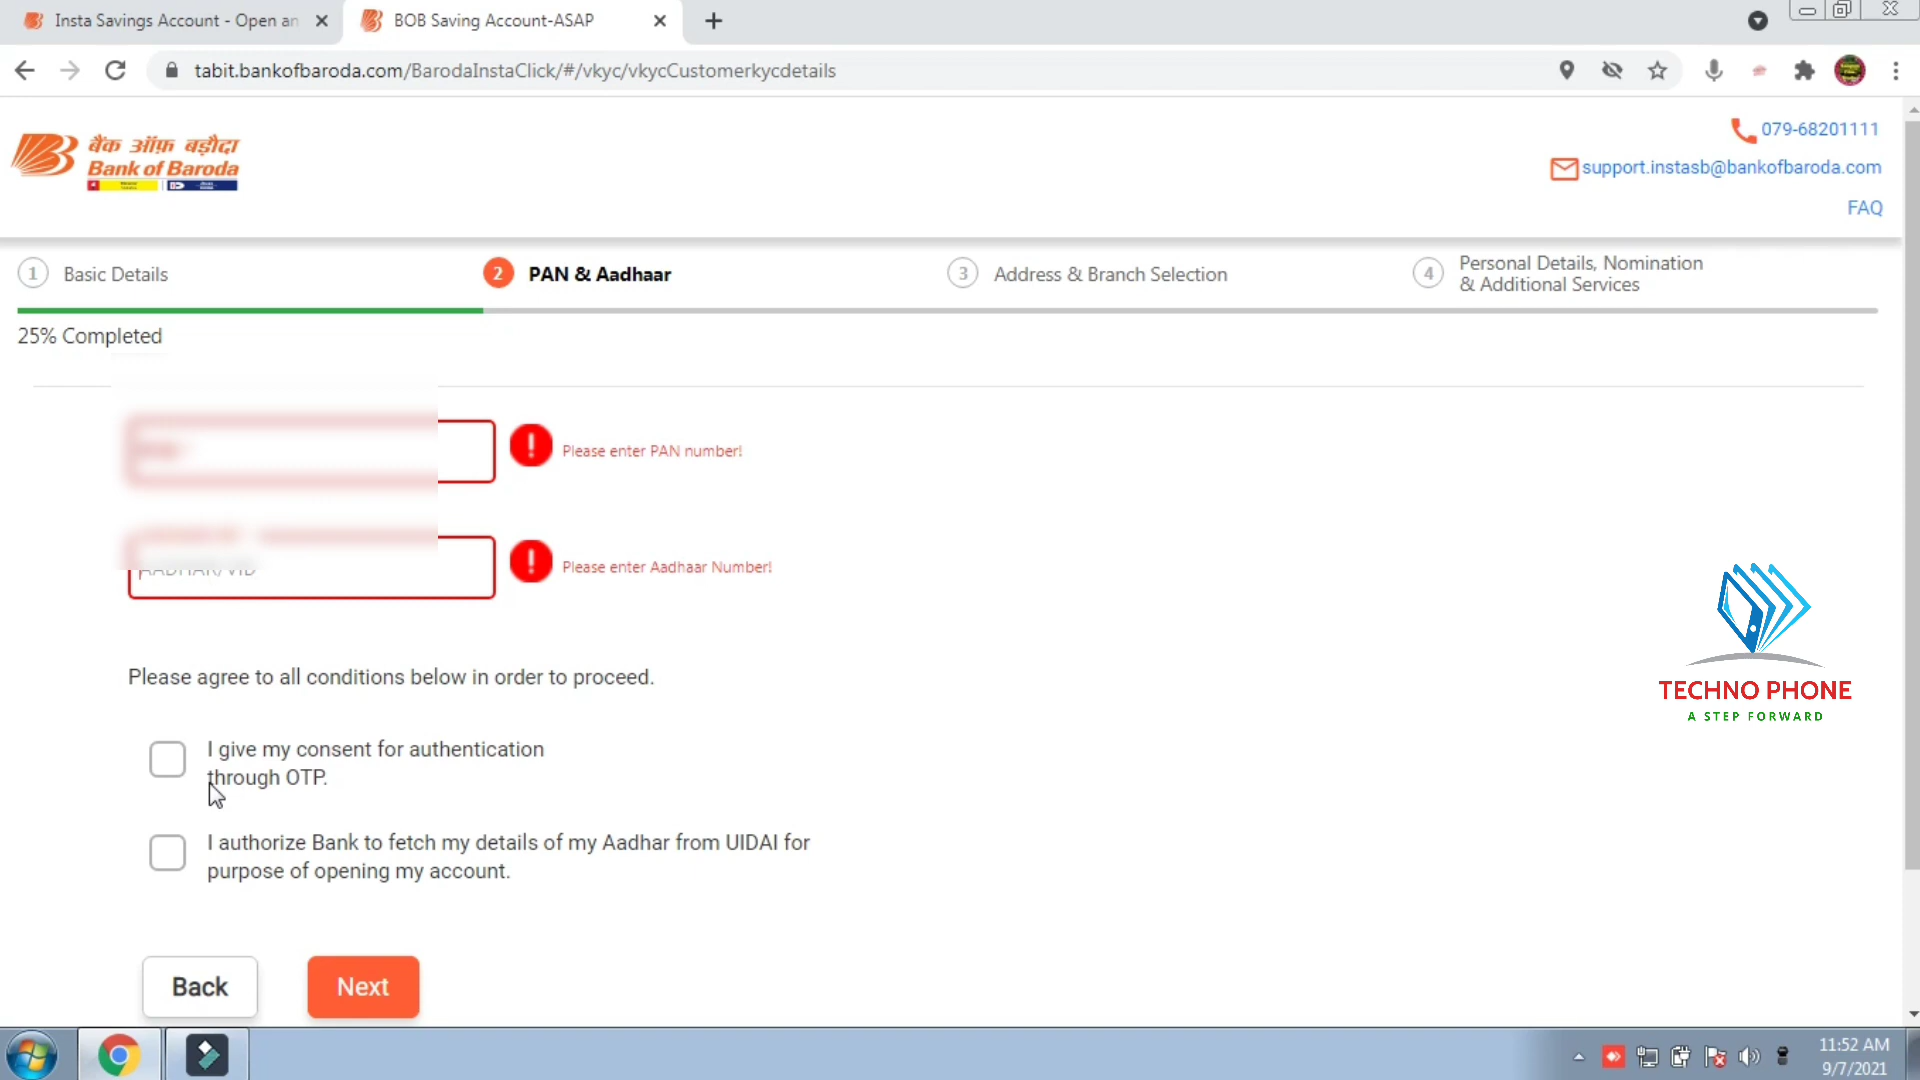 Insta Savings Account - Open an
BOB Saving Account-ASAP
tabit.bankofbaroda.com/BarodaInstaClick/#/vkyc/vkycCustomerkycdetails
बैंक ऑफ़ बड़ौदा
Bank of Baroda
079-68201111
support.instasb@bankofbaroda.com
FAQ
1 Basic Details
2 PAN & Aadhaar
3 Address & Branch Selection
4 Personal Details, Nomination
& Additional Services
25% Completed
Please enter PAN number!
AADHAR/VID
Please enter Aadhaar Number!
Please agree to all conditions below in order to proceed.
I give my consent for authentication
through OTP.
I authorize Bank to fetch my details of my Aadhar from UIDAI for
purpose of opening my account.
TECHNO PHONE
A STEP FORWARD
Back
Next
11:52 AM
9/7/2021